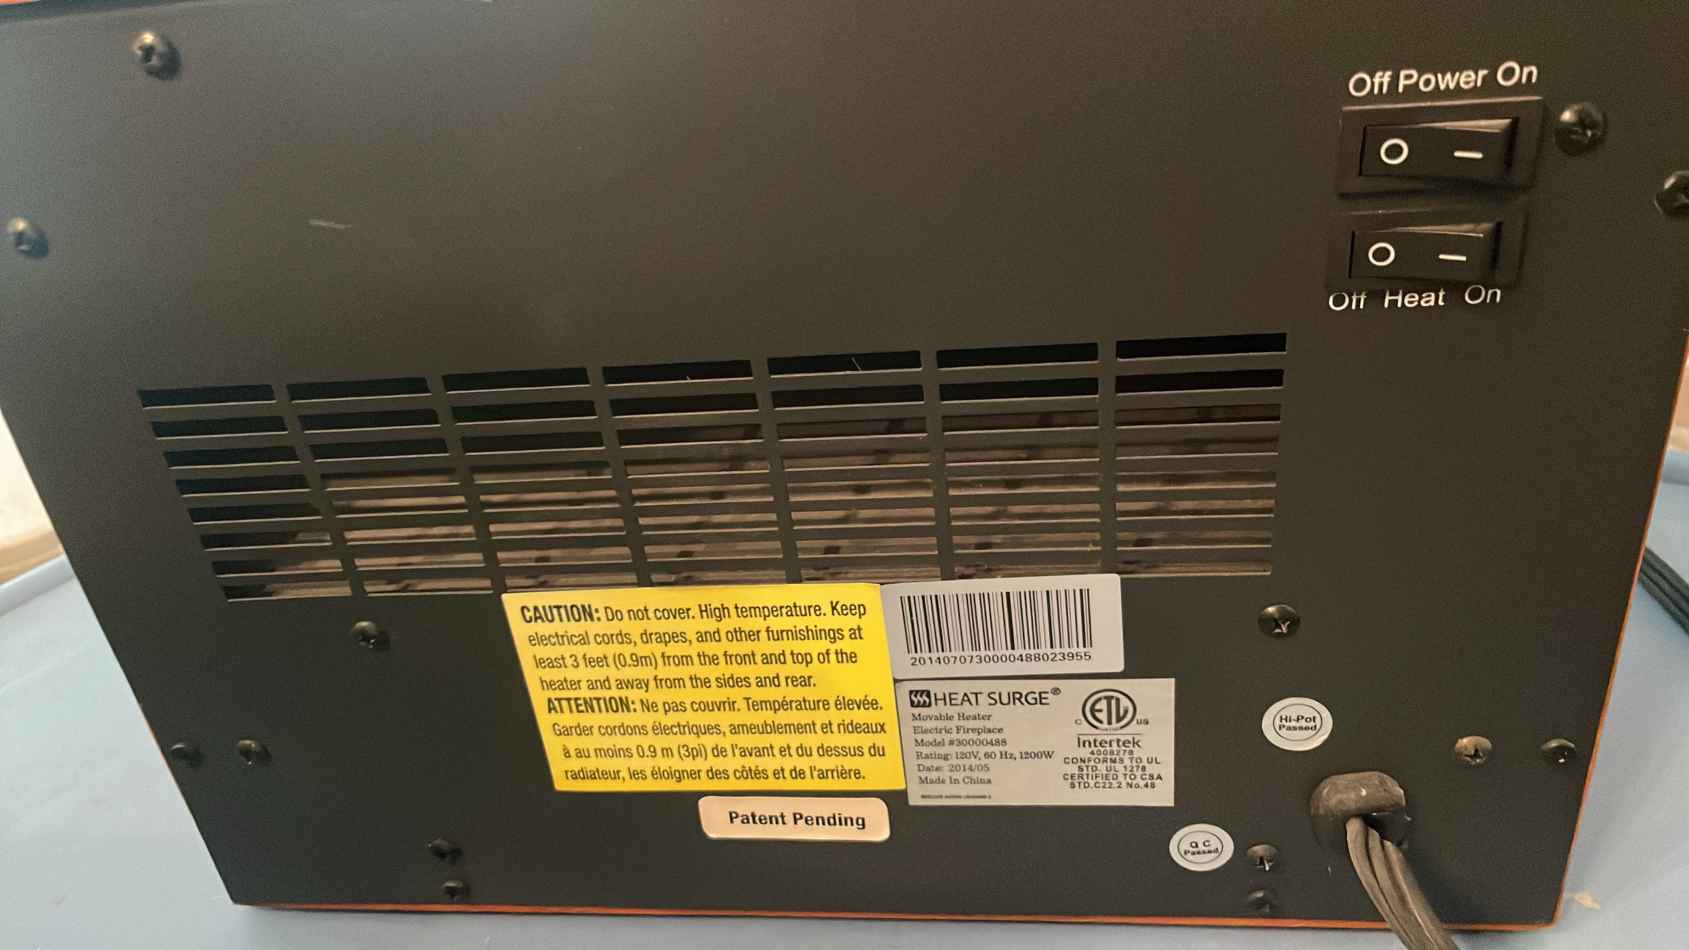 Off Power On
O —
O —
Off Heat On
CAUTION: Do not cover. High temperature. Keep
electrical cords, drapes, and other furnishings at
least 3 feet (0.9m) from the front and top of the
heater and away from the sides and rear.
ATTENTION: Ne pas couvrir. Température élevée.
Garder cordons électriques, ameublement et rideaux
à au moins 0.9 m (3pi) de l'avant et du dessus du
radiateur, les éloigner des côtés et de l'arrière.
2014070730000488023955
HEAT SURGE®
Movable Heater
Electric Fireplace
Model #30000488
Rating: 120V, 60 Hz, 1200W
Date: 2014/05
Made In China
C ETL US
Intertek
4008278
CONFORMS TO UL
STD. UL 1278
CERTIFIED TO CSA
STD.C22.2 No.46
Hi-Pot
Passed
Patent Pending
Q C
Passed